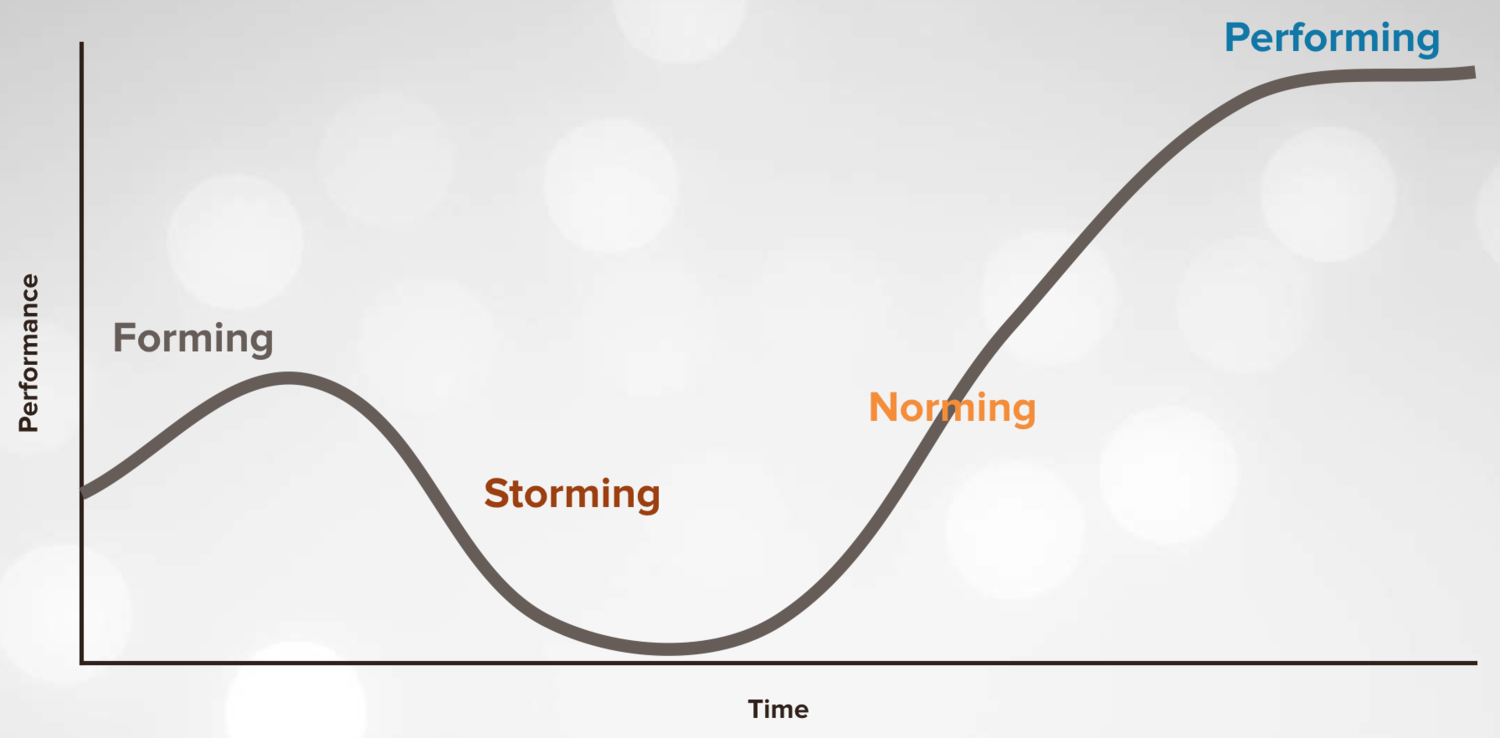 Performing
Forming
Norming
Storming
Performance
Time